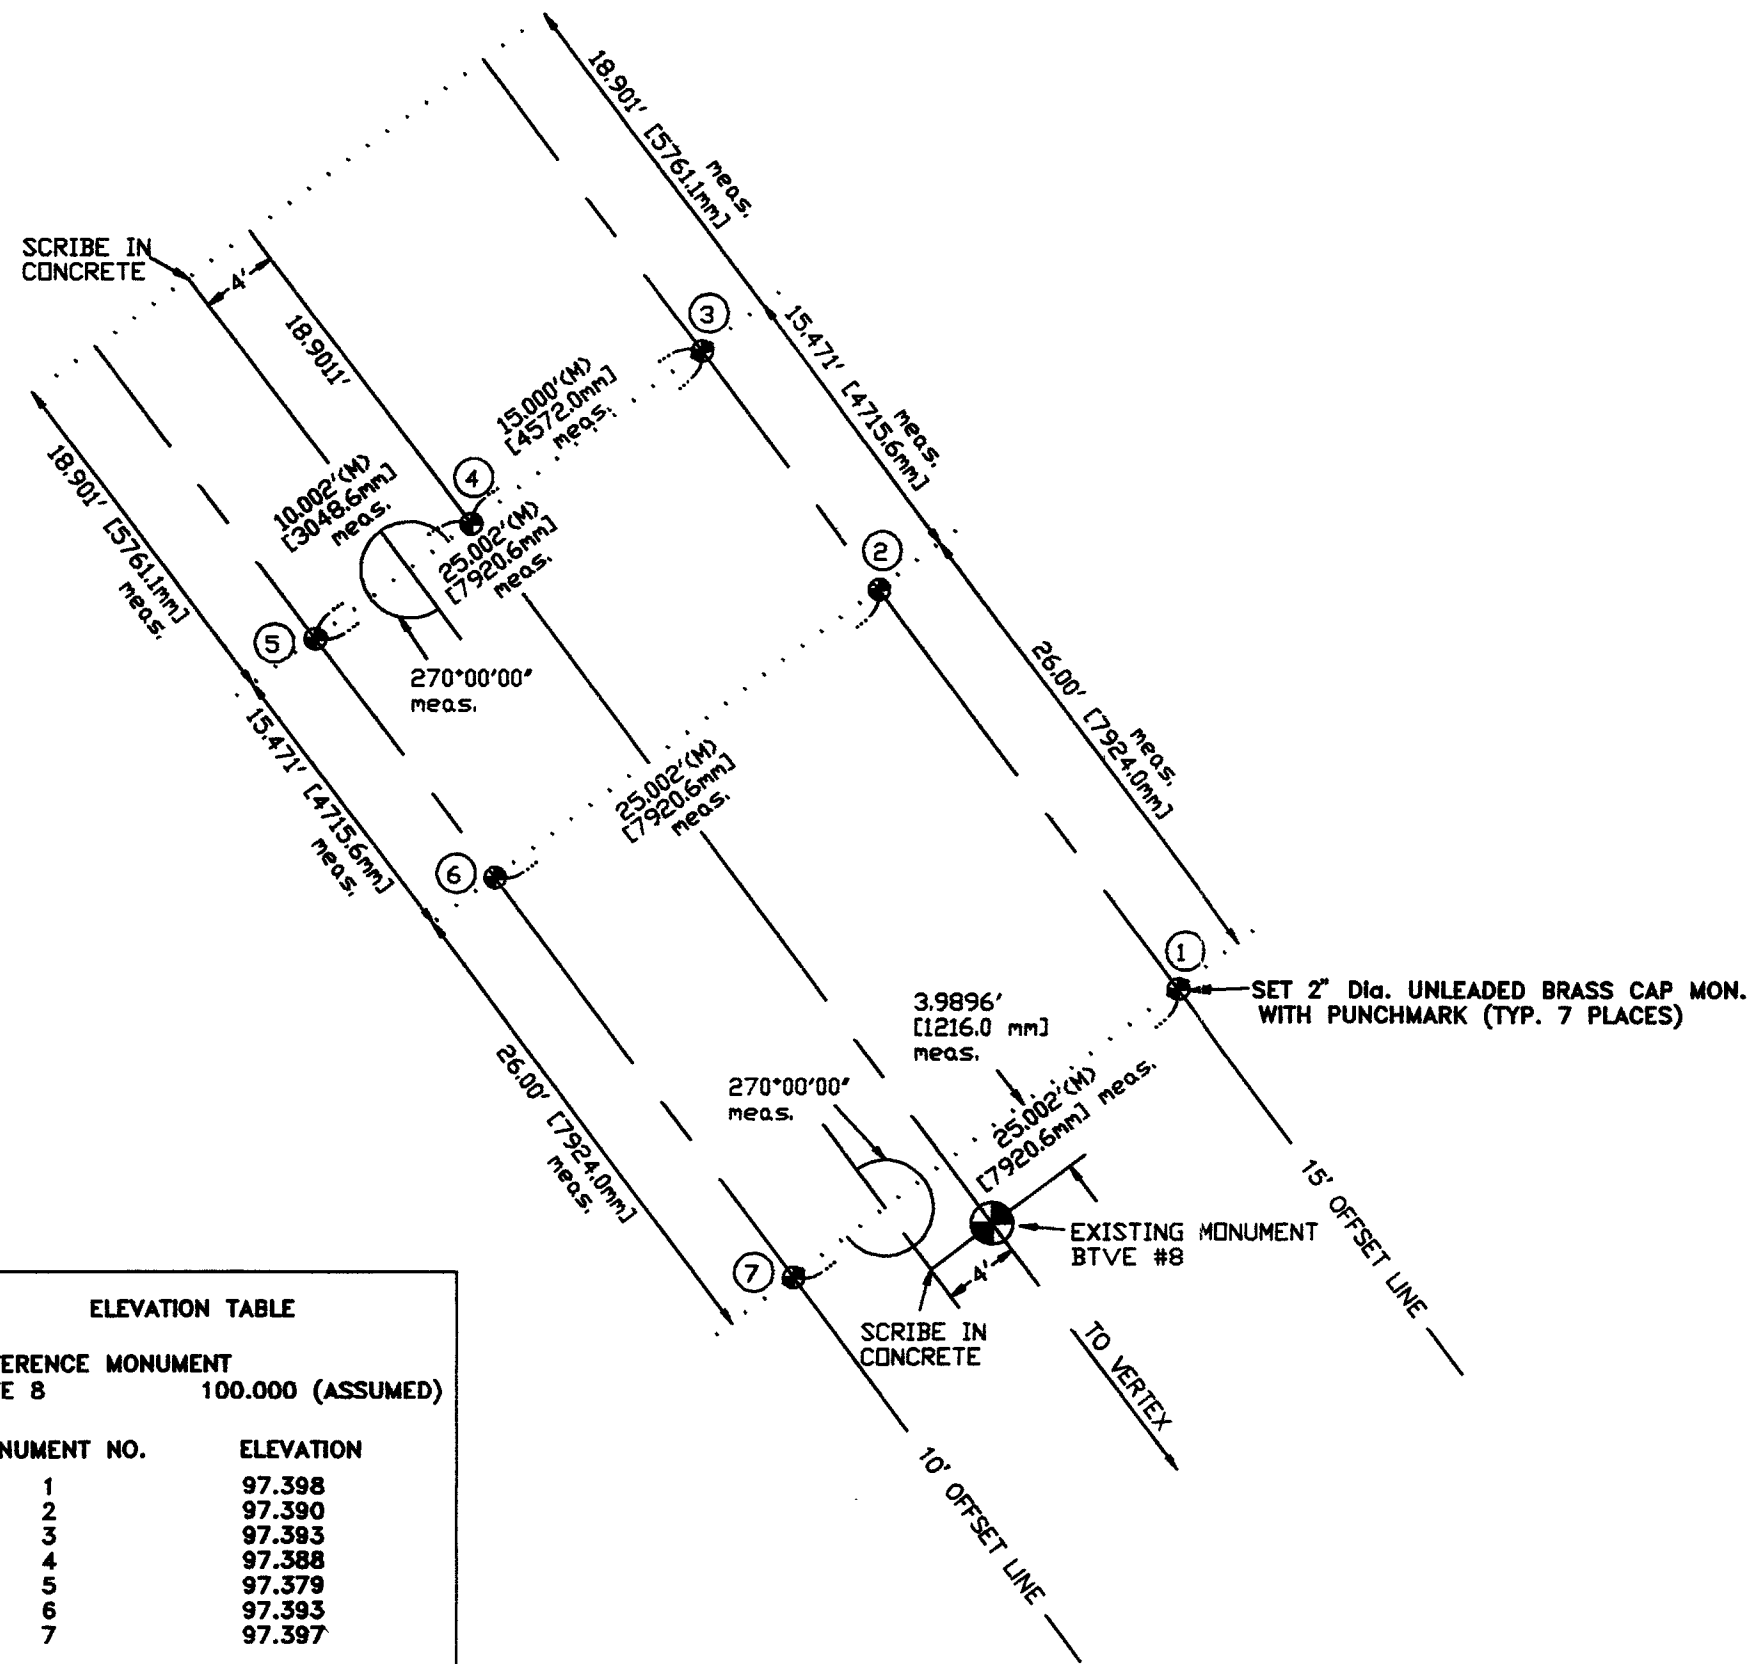 18.901' [5761.1mm]
meas.
SCRIBE IN
CONCRETE
4'
18.9011'
3
15.471' [4715.6mm]
meas.
15.000'(M)
[4572.0mm]
meas.
18.901' [5761.1mm]
meas.
10.002'(M)
[3048.6mm]
meas.
4
25.002'(M)
[7920.6mm]
meas.
2
5
270°00'00"
meas.
26.00' [7924.0mm]
meas.
15.471' [4715.6mm]
meas.
25.002'(M)
[7920.6mm]
meas.
6
1
SET 2" Dia. UNLEADED BRASS CAP MON.
WITH PUNCHMARK (TYP. 7 PLACES)
3.9896'
[1216.0 mm]
meas.
26.00' [7924.0mm]
meas.
270°00'00"
meas.
25.002'(M)
[7920.6mm] meas.
15' OFFSET LINE
EXISTING MONUMENT
BTVE #8
7
4'
SCRIBE IN
CONCRETE
TO VERTEX
10' OFFSET LINE
ELEVATION TABLE
ERENCE MONUMENT
E 8 100.000 (ASSUMED)
NUMENT NO. ELEVATION
1 97.398
2 97.390
3 97.393
4 97.388
5 97.379
6 97.393
7 97.397